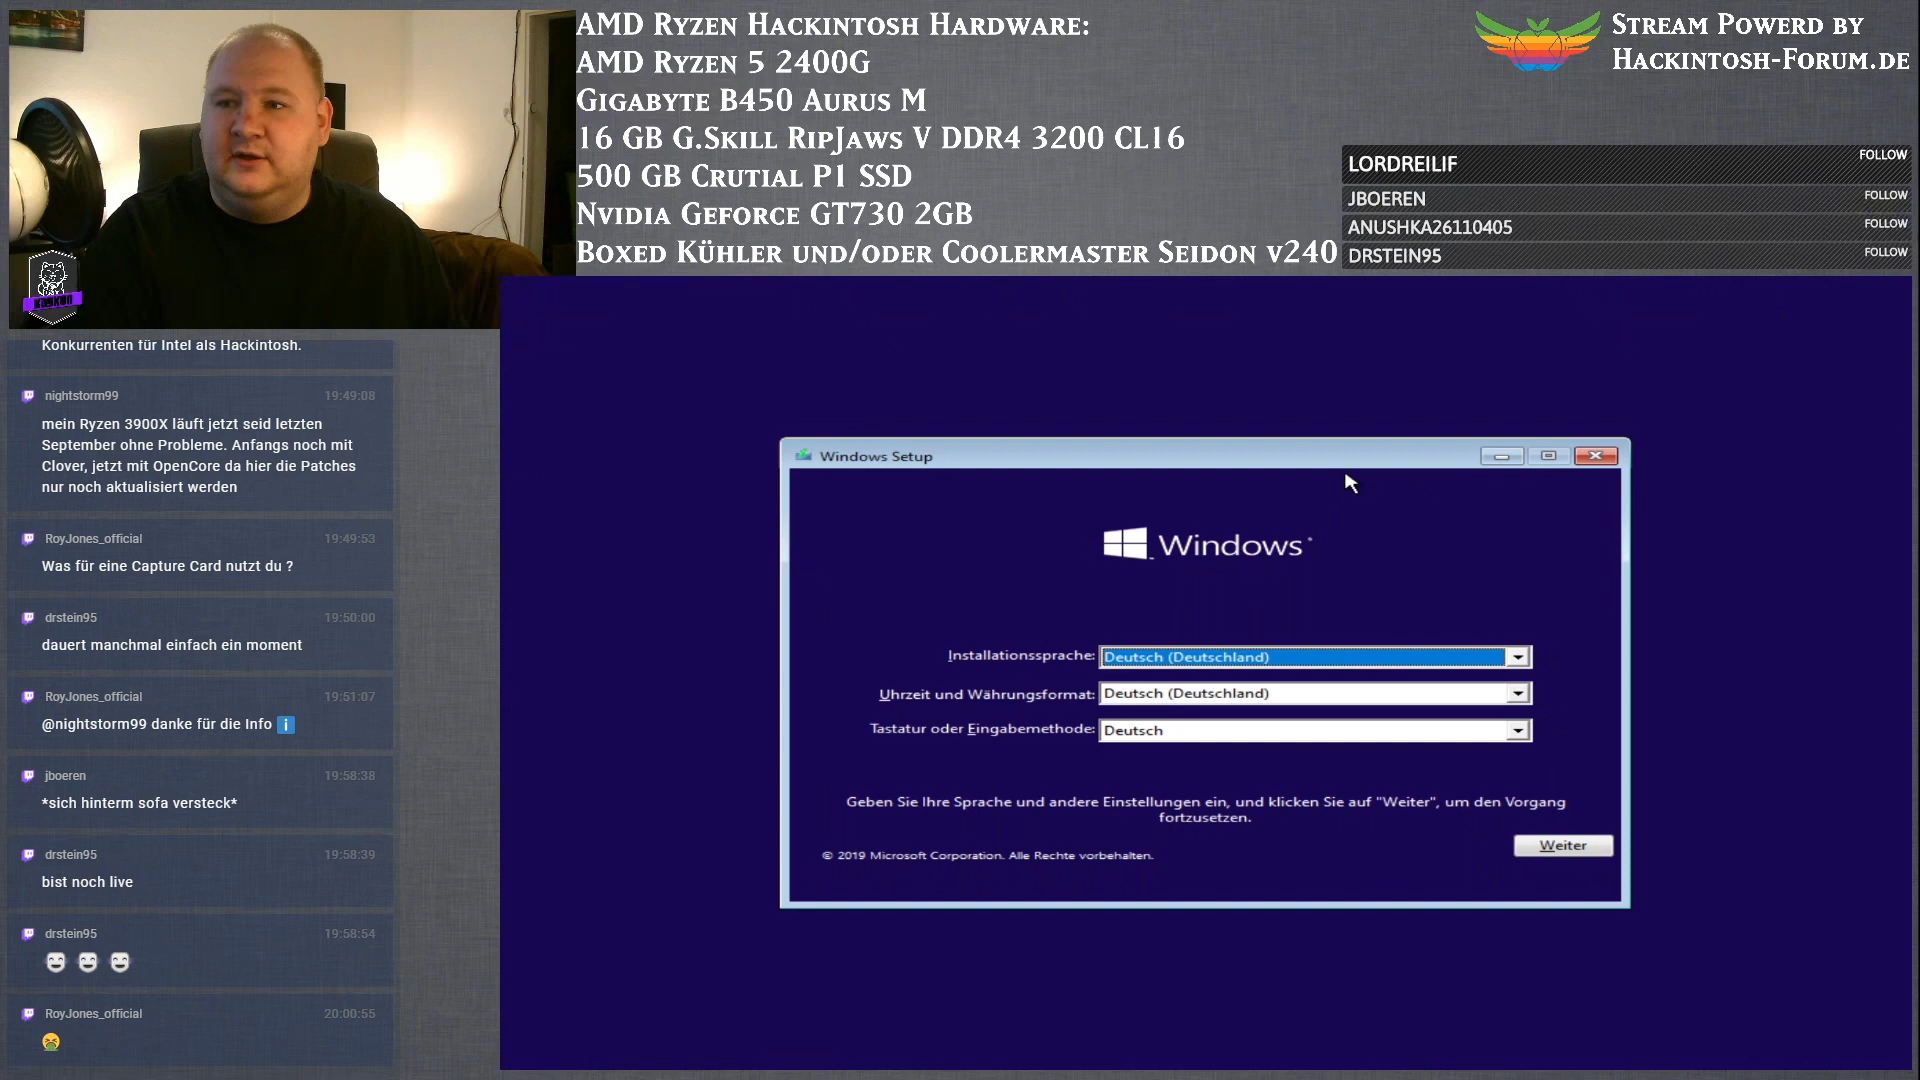 AMD Ryzen Hackintosh Hardware:
AMD Ryzen 5 2400G
Gigabyte B450 Aurus M
16 GB G.Skill RipJaws V DDR4 3200 CL16
500 GB Crutial P1 SSD
Nvidia Geforce GT730 2GB
Boxed Kühler und/oder Coolermaster Seidon v240
Stream Powerd by
Hackintosh-Forum.de
LORDREILIF FOLLOW
JBOEREN FOLLOW
ANUSHKA26110405 FOLLOW
DRSTEIN95 FOLLOW
Konkurrenten für Intel als Hackintosh.
nightstorm99 19:49:08
mein Ryzen 3900X läuft jetzt seid letzten
September ohne Probleme. Anfangs noch mit
Clover, jetzt mit OpenCore da hier die Patches
nur noch aktualisiert werden
RoyJones_official 19:49:53
Was für eine Capture Card nutzt du ?
drstein95 19:50:00
dauert manchmal einfach ein moment
RoyJones_official 19:51:07
@nightstorm99 danke für die Info ℹ
jboeren 19:58:38
*sich hinterm sofa versteck*
drstein95 19:58:39
bist noch live
drstein95 19:58:54
RoyJones_official 20:00:55
Windows Setup
Windows
Installationssprache: Deutsch (Deutschland)
Uhrzeit und Währungsformat: Deutsch (Deutschland)
Tastatur oder Eingabemethode: Deutsch
Geben Sie Ihre Sprache und andere Einstellungen ein, und klicken Sie auf "Weiter", um den Vorgang
fortzusetzen.
Weiter
© 2019 Microsoft Corporation. Alle Rechte vorbehalten.